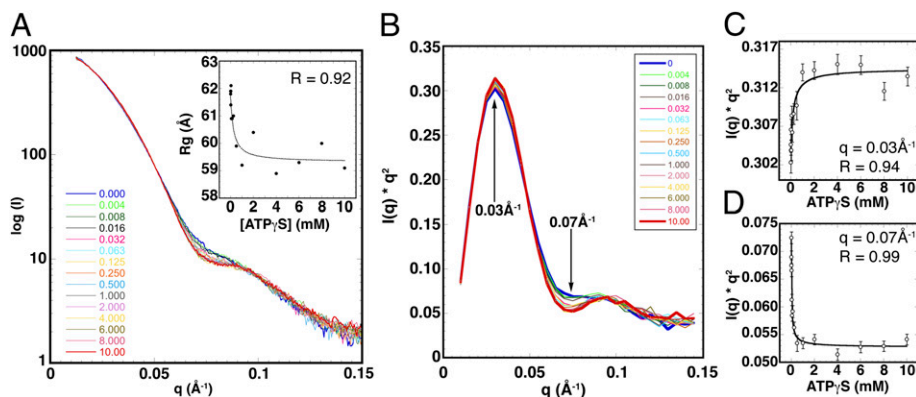 A
1000
100
10
1
log (I)
0
0.05
0.1
0.15
q (Å⁻¹)
0.000
0.004
0.008
0.016
0.032
0.063
0.125
0.250
0.500
1.000
2.000
4.000
6.000
8.000
10.00
63
62
61
60
59
58
Rg (Å)
R = 0.92
0 2 4 6 8 10
[ATPγS] (mM)
B
0.35
0.30
0.25
0.20
0.15
0.10
0.05
0
I(q) * q²
0.03Å⁻¹
0.07Å⁻¹
0
0.05
0.1
0.15
q (Å⁻¹)
0
0.004
0.008
0.016
0.032
0.063
0.125
0.250
0.500
1.000
2.000
4.000
6.000
8.000
10.00
C
0.317
0.312
0.307
0.302
I(q) * q²
q = 0.03Å⁻¹
R = 0.94
0 2 4 6 8 10
ATPγS (mM)
D
0.075
0.070
0.065
0.060
0.055
0.050
I(q) * q²
q = 0.07Å⁻¹
R = 0.99
0 2 4 6 8 10
ATPγS (mM)